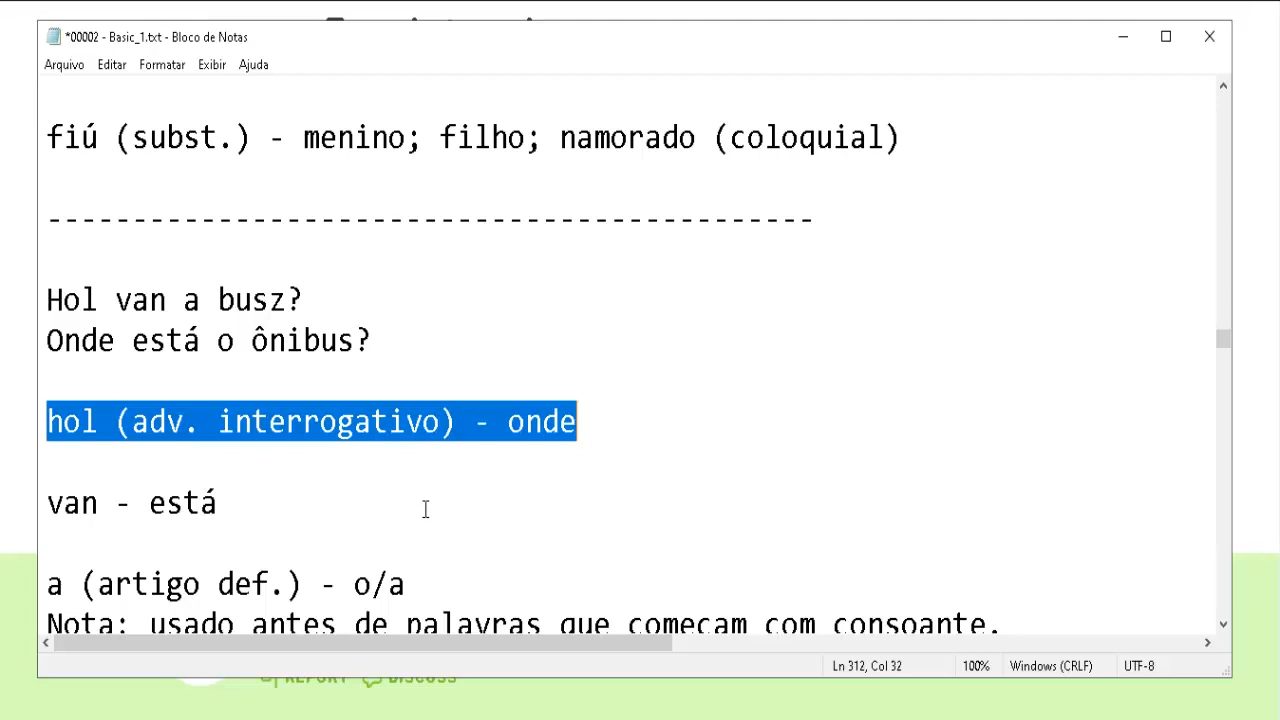 *00002 - Basic_1.txt - Bloco de Notas
Arquivo Editar Formatar Exibir Ajuda
fiú (subst.) - menino; filho; namorado (coloquial)
---------------------------------------------
Hol van a busz?
Onde está o ônibus?
hol (adv. interrogativo) - onde
van - está
a (artigo def.) - o/a
Nota: usado antes de palavras que começam com consoante.
Ln 312, Col 32 100% Windows (CRLF) UTF-8
REPORT DISCUSS